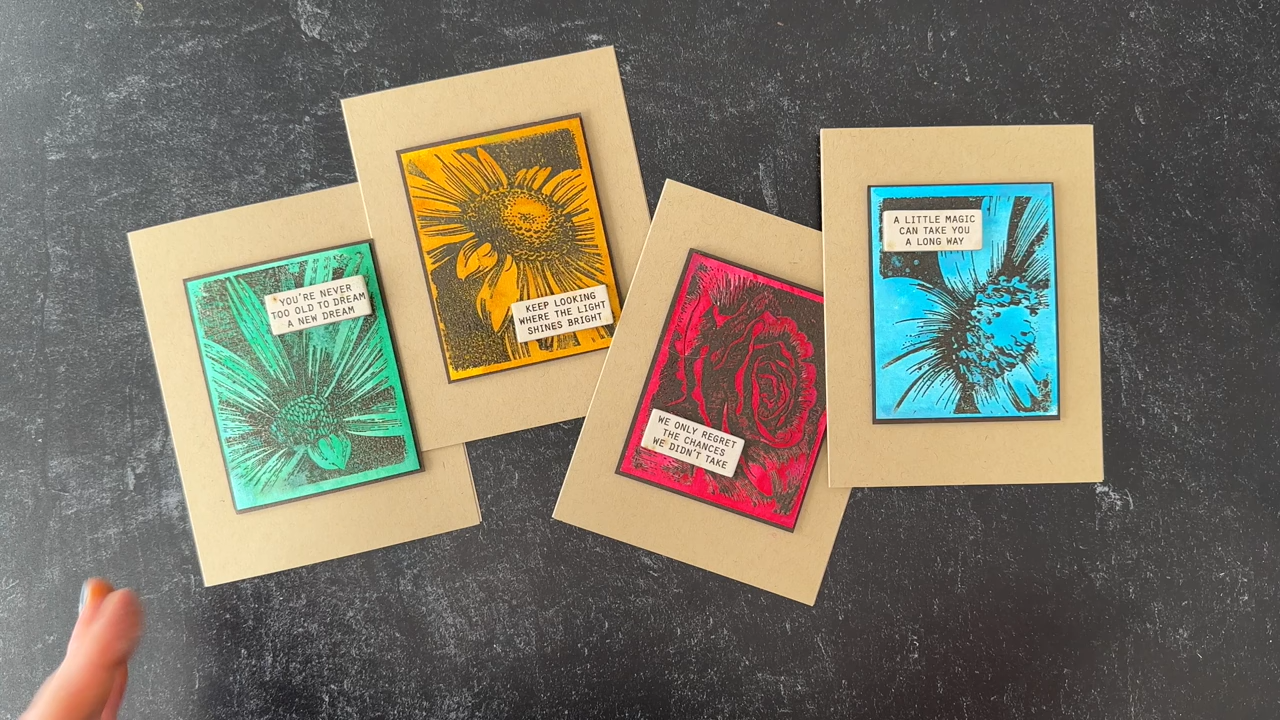 YOU'RE NEVER
TOO OLD TO DREAM
A NEW DREAM
KEEP LOOKING
WHERE THE LIGHT
SHINES BRIGHT
WE ONLY REGRET
THE CHANCES
WE DIDN'T TAKE
A LITTLE MAGIC
CAN TAKE YOU
A LONG WAY